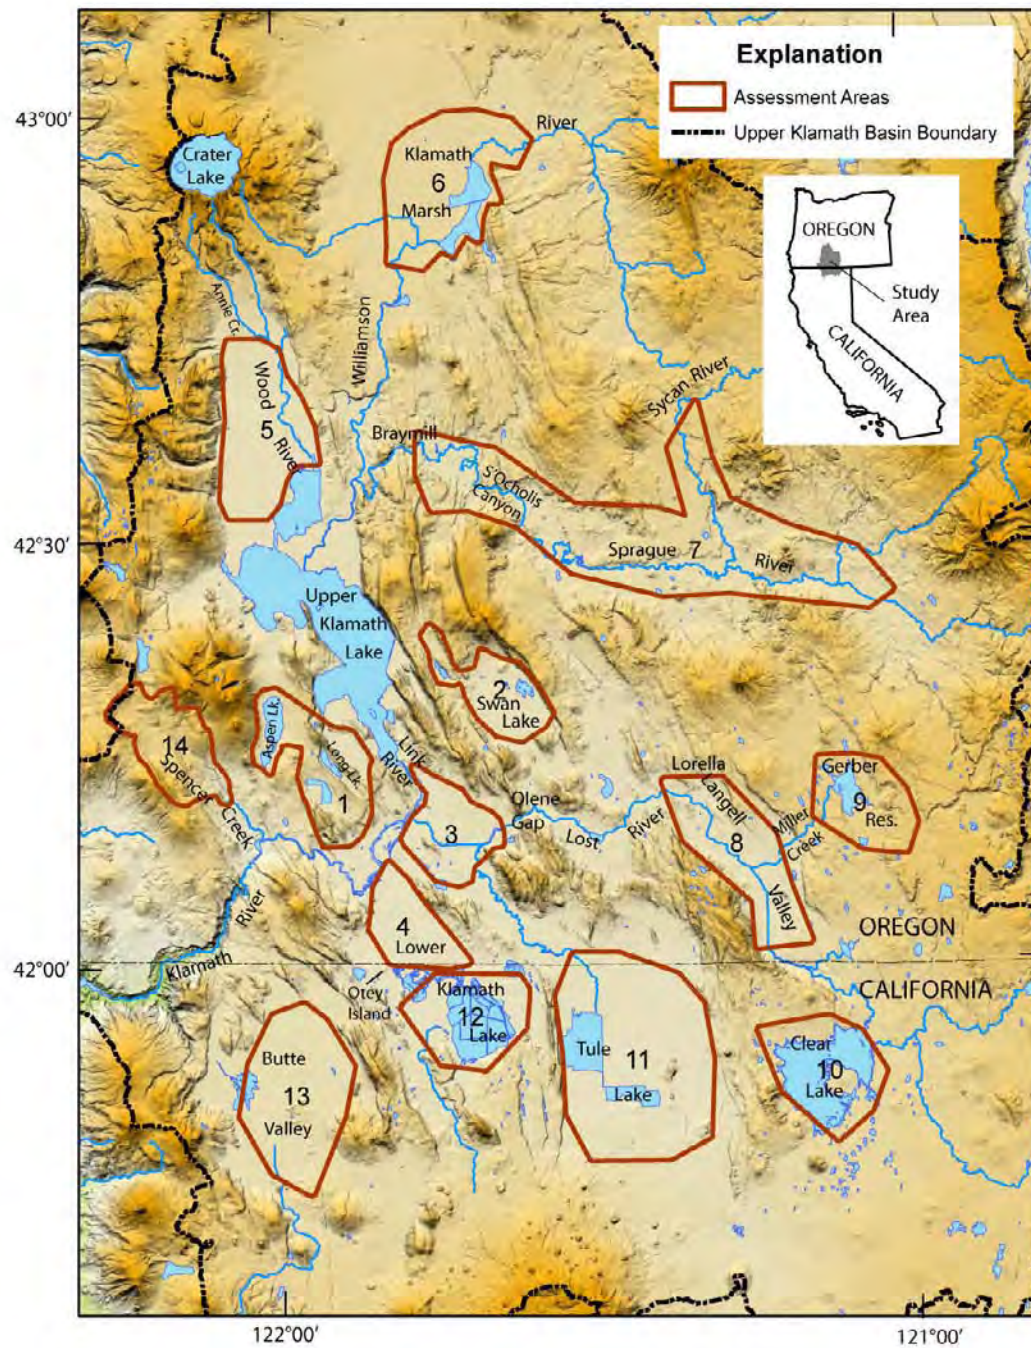 Explanation
Assessment Areas
Upper Klamath Basin Boundary
43°00'
42°30'
42°00'
122°00'
121°00'
OREGON
Study
Area
CALIFORNIA
Crater
Lake
Klamath
6
Marsh
River
Annie Cr.
Williamson
Wood
5
River
Braymill
S'Ocholis
Canyon
Sycan River
Sprague 7
River
Upper
Klamath
Lake
2
Swan
Lake
14
Spencer
Creek
Aspen Lk.
Long Lk.
1
Link
River
3
Olene
Gap
Lost
River
Lorella
Langell
8
Valley
Miller
Creek
Gerber
9
Res.
OREGON
CALIFORNIA
4
Lower
Klamath
River
Otey
Island
Klamath
12
Lake
Butte
13
Valley
Tule
11
Lake
Clear
10
Lake